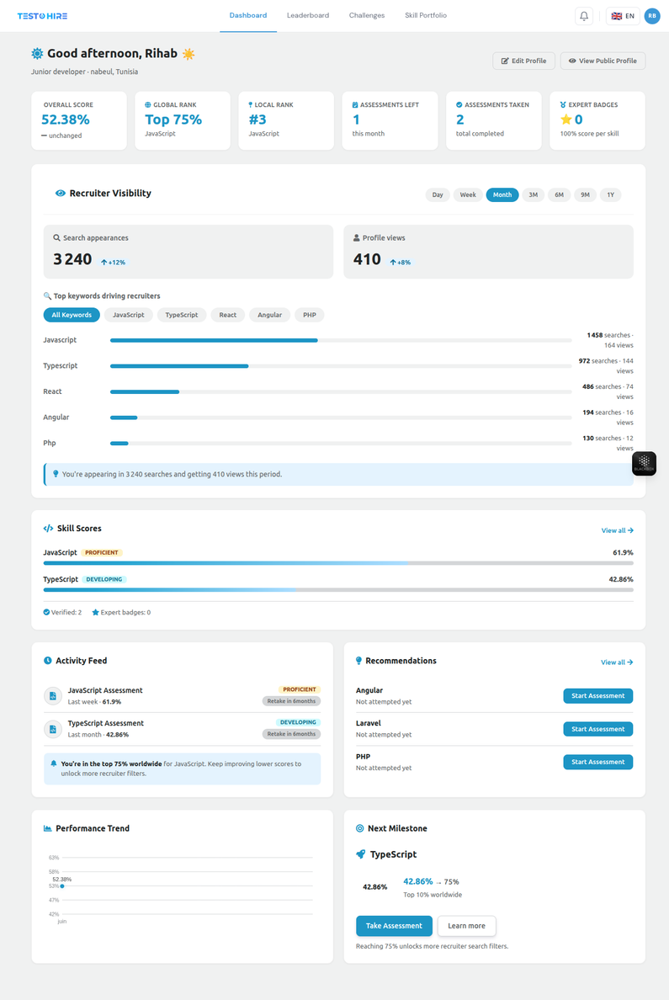 TESTOHIRE
Dashboard
Leaderboard
Challenges
Skill Portfolio
EN
RB
Good afternoon, Rihab
Junior developer · nabeul, Tunisia
Edit Profile
View Public Profile
OVERALL SCORE
52.38%
— unchanged
GLOBAL RANK
Top 75%
JavaScript
LOCAL RANK
#3
JavaScript
ASSESSMENTS LEFT
1
this month
ASSESSMENTS TAKEN
2
total completed
EXPERT BADGES
0
100% score per skill
Recruiter Visibility
Day
Week
Month
3M
6M
9M
1Y
Search appearances
3 240
+12%
Profile views
410
+8%
Top keywords driving recruiters
All Keywords
JavaScript
TypeScript
React
Angular
PHP
Javascript
1 458 searches ·
164 views
Typescript
972 searches · 144
views
React
486 searches · 74
views
Angular
194 searches · 16
views
Php
130 searches · 12
views
You're appearing in 3 240 searches and getting 410 views this period.
BLACKBOX
Skill Scores
View all →
JavaScript
PROFICIENT
61.9%
TypeScript
DEVELOPING
42.86%
Verified: 2
Expert badges: 0
Activity Feed
JavaScript Assessment
Last week · 61.9%
PROFICIENT
Retake in 6months
TypeScript Assessment
Last month · 42.86%
DEVELOPING
Retake in 6months
You're in the top 75% worldwide for JavaScript. Keep improving lower scores to
unlock more recruiter filters.
Recommendations
View all →
Angular
Not attempted yet
Start Assessment
Laravel
Not attempted yet
Start Assessment
PHP
Not attempted yet
Start Assessment
Performance Trend
63%
58%
52.38%
53%
47%
42%
juin
Next Milestone
TypeScript
42.86%
42.86% → 75%
Top 10% worldwide
Take Assessment
Learn more
Reaching 75% unlocks more recruiter search filters.